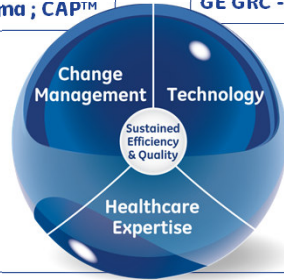 ma ; CAP™
GE GRC -
Change
Management
Technology
Sustained
Efficiency
& Quality
Healthcare
Expertise